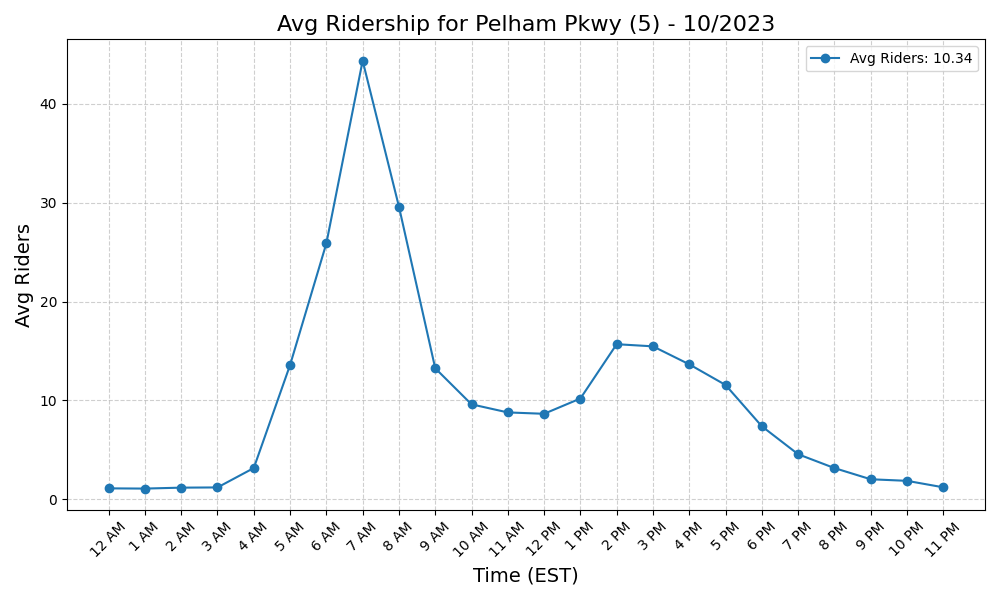 Avg Ridership for Pelham Pkwy (5) - 10/2023
Avg Riders: 10.34
Avg Riders
40
30
20
10
0
12 AM
1 AM
2 AM
3 AM
4 AM
5 AM
6 AM
7 AM
8 AM
9 AM
10 AM
11 AM
12 PM
1 PM
2 PM
3 PM
4 PM
5 PM
6 PM
7 PM
8 PM
9 PM
10 PM
11 PM
Time (EST)